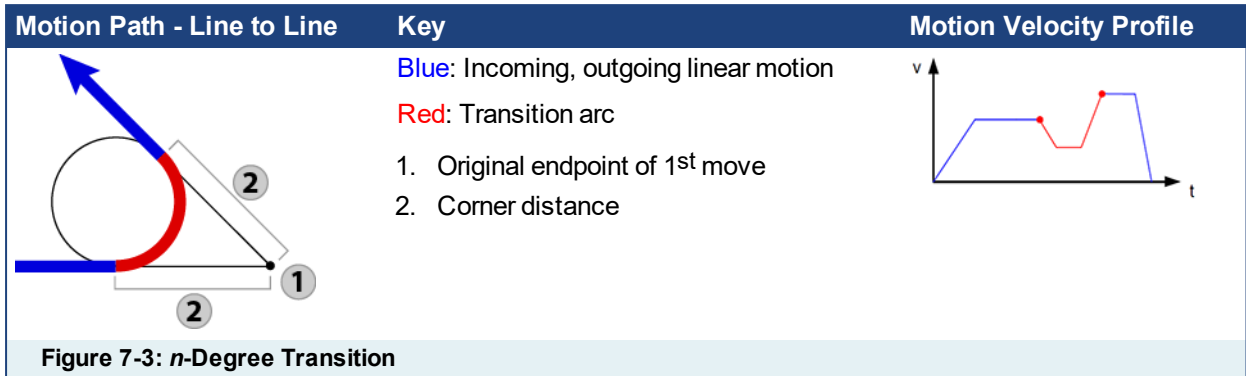 Motion Path - Line to Line
Key
Motion Velocity Profile
Blue: Incoming, outgoing linear motion
Red: Transition arc
1. Original endpoint of 1st move
2. Corner distance
2
1
2
v
t
Figure 7-3: n-Degree Transition